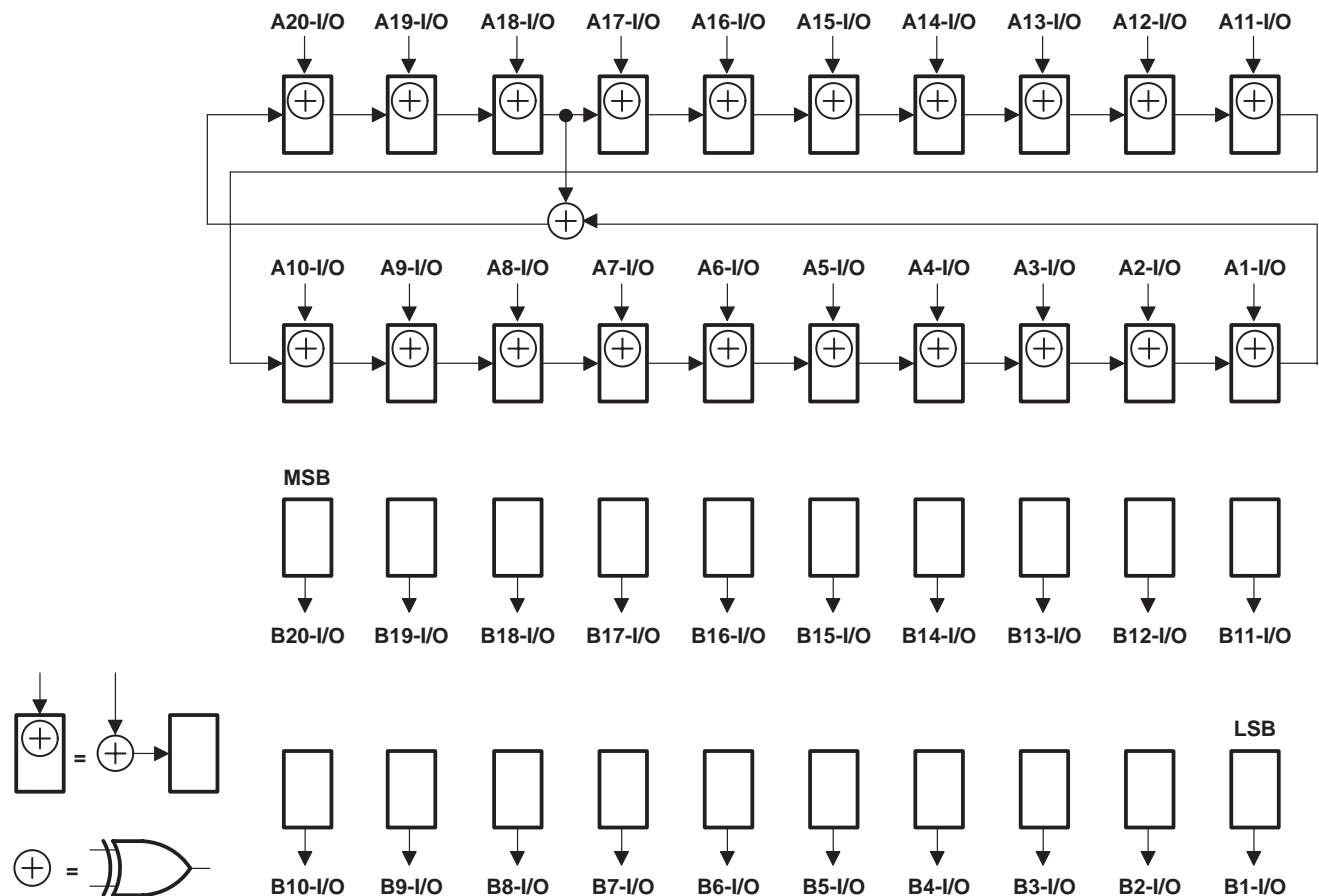 A20-I/O A19-I/O A18-I/O A17-I/O A16-I/O A15-I/O A14-I/O A13-I/O A12-I/O A11-I/O
A10-I/O A9-I/O A8-I/O A7-I/O A6-I/O A5-I/O A4-I/O A3-I/O A2-I/O A1-I/O
MSB
B20-I/O B19-I/O B18-I/O B17-I/O B16-I/O B15-I/O B14-I/O B13-I/O B12-I/O B11-I/O
LSB
=
=
B10-I/O B9-I/O B8-I/O B7-I/O B6-I/O B5-I/O B4-I/O B3-I/O B2-I/O B1-I/O